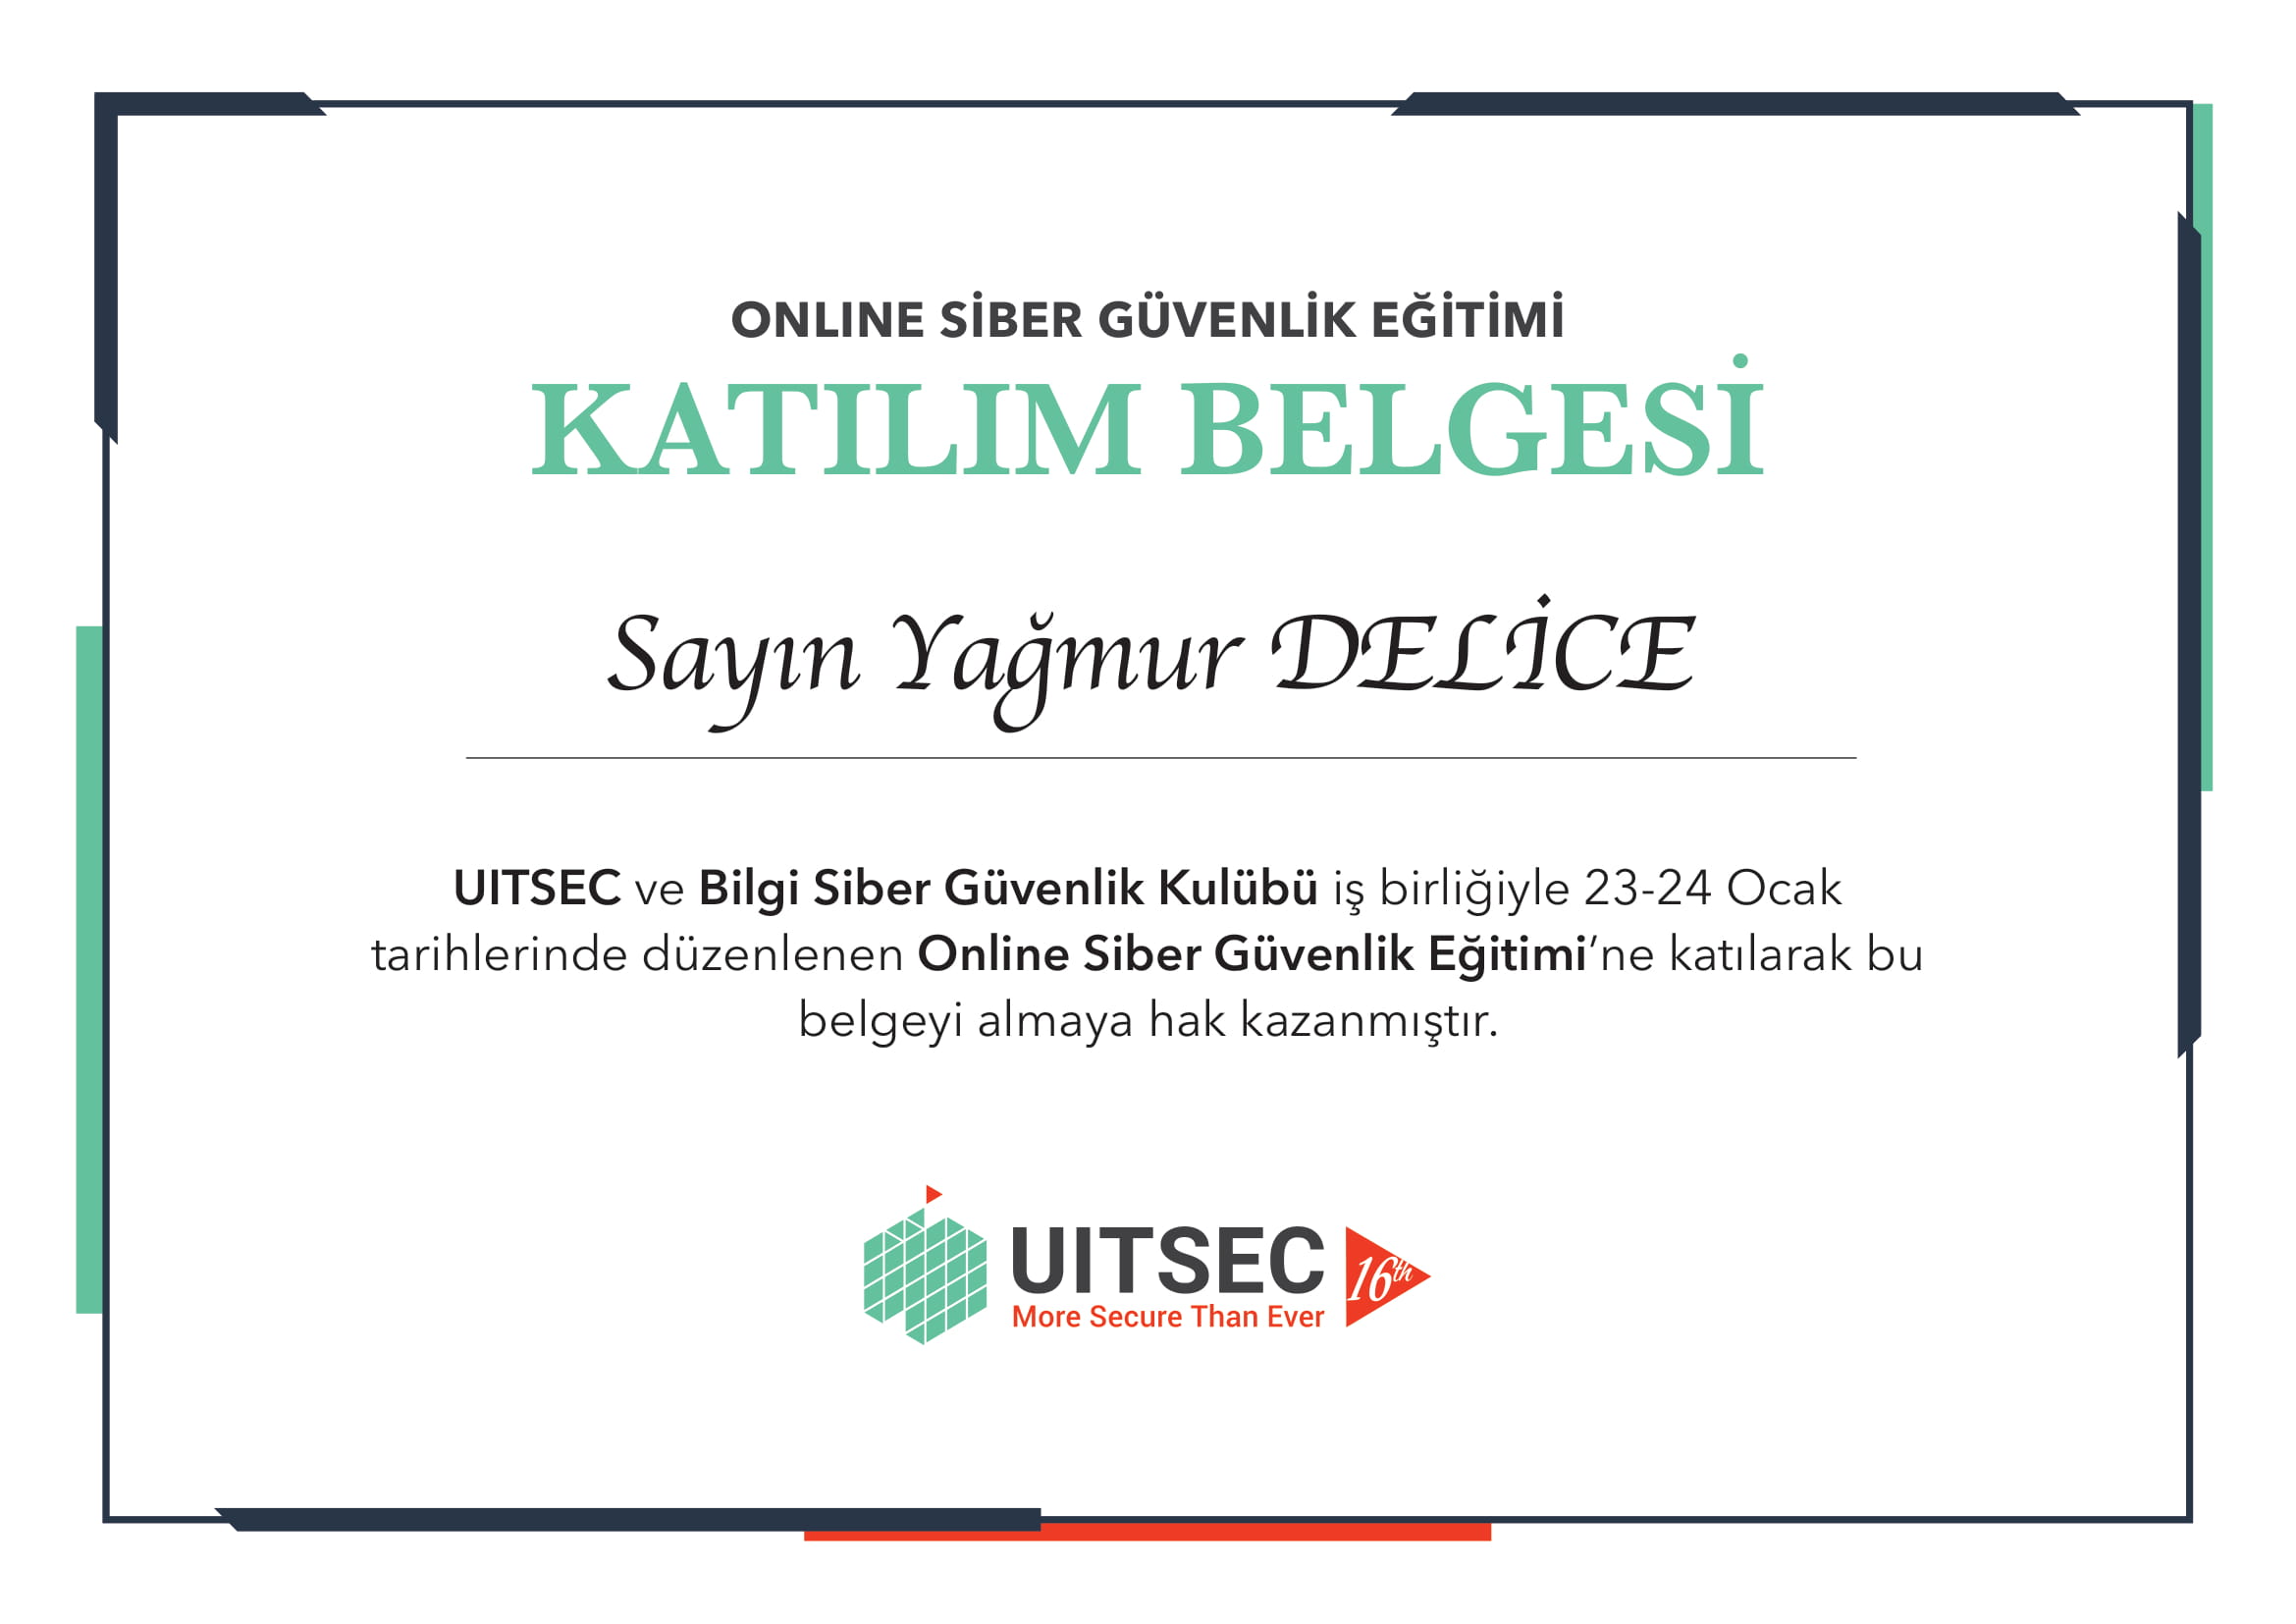 ONLINE SİBER GÜVENLİK EĞİTİMİ
KATILIM BELGESİ
Sayın Yağmur DELİCE
UITSEC ve Bilgi Siber Güvenlik Kulübü iş birliğiyle 23-24 Ocak
tarihlerinde düzenlenen Online Siber Güvenlik Eğitimi’ne katılarak bu
belgeyi almaya hak kazanmıştır.
UITSEC
16th
More Secure Than Ever